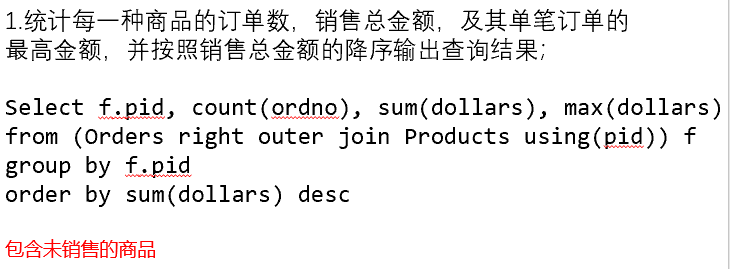 1.统计每一种商品的订单数，销售总金额，及其单笔订单的
最高金额，并按照销售总金额的降序输出查询结果;
Select f.pid, count(ordno), sum(dollars), max(dollars)
from (Orders right outer join Products using(pid)) f
group by f.pid
order by sum(dollars) desc
包含未销售的商品